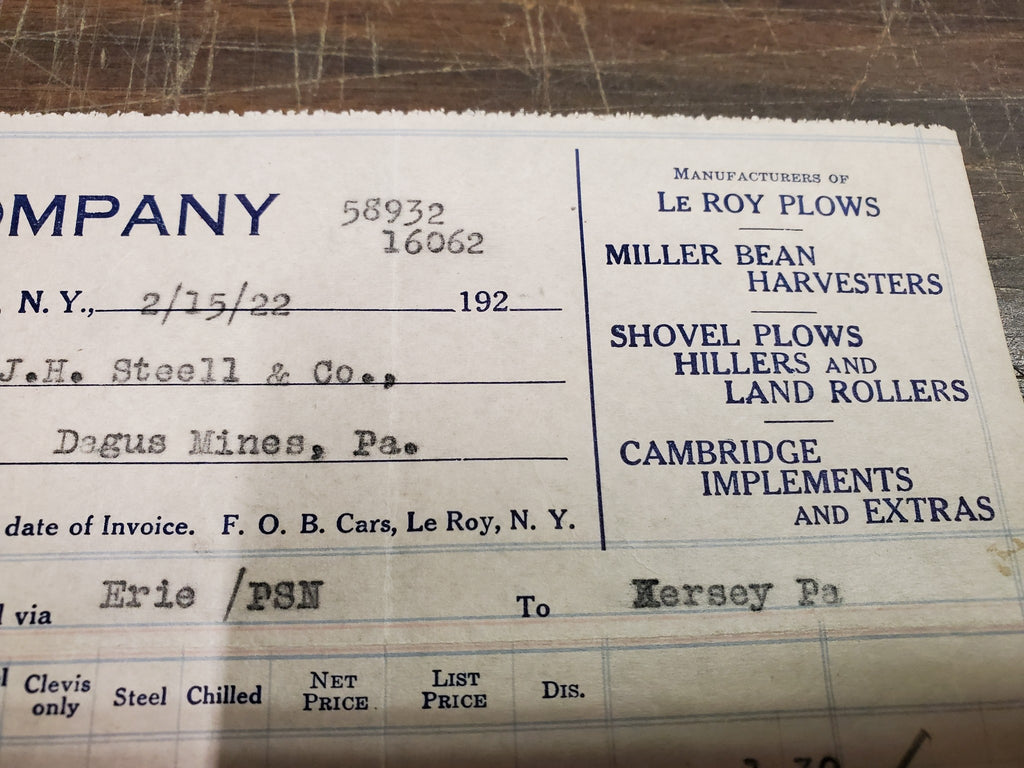 OMPANY
58932
16062
N. Y., 2/15/22 192
J.H. Steell & Co.,
Dagus Mines, Pa.
date of Invoice. F. O. B. Cars, Le Roy, N. Y.
MANUFACTURERS OF
LE ROY PLOWS
MILLER BEAN
HARVESTERS
SHOVEL PLOWS
HILLERS AND
LAND ROLLERS
CAMBRIDGE
IMPLEMENTS
AND EXTRAS
via Erie /PSN To Kersey Pa
Clevis only Steel Chilled NET PRICE LIST PRICE DIS.